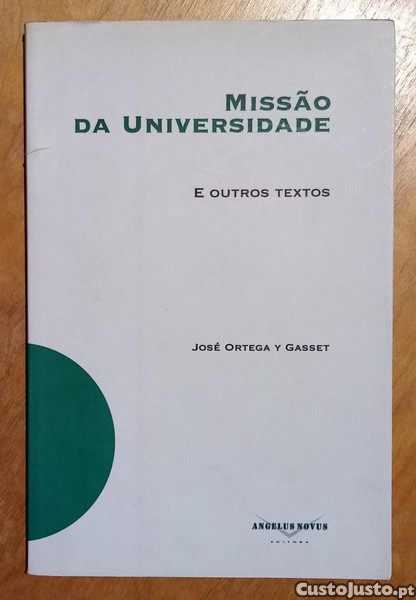 MISSÃO
DA UNIVERSIDADE
E OUTROS TEXTOS
JOSÉ ORTEGA Y GASSET
ANGELUS NOVUS
EDITORA
CustoJusto.pt